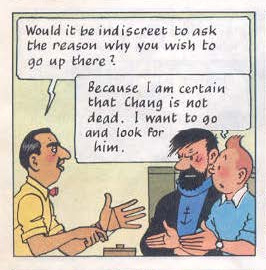 Would it be indiscreet to ask
the reason why you wish to
go up there?
Because I am certain
that Chang is not
dead. I want to go
and look for
him.